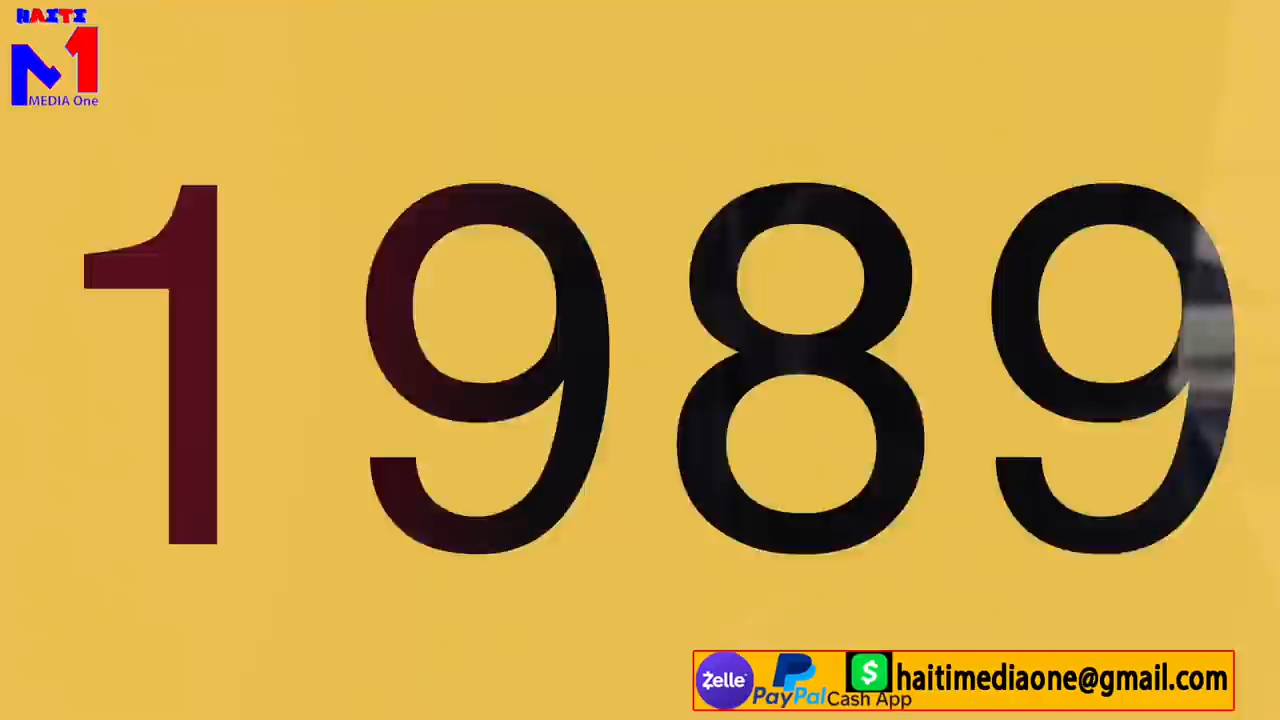 HAITI
M1
MEDIA One
1989
Zelle
PayPal
$
Cash App
haitimediaone@gmail.com